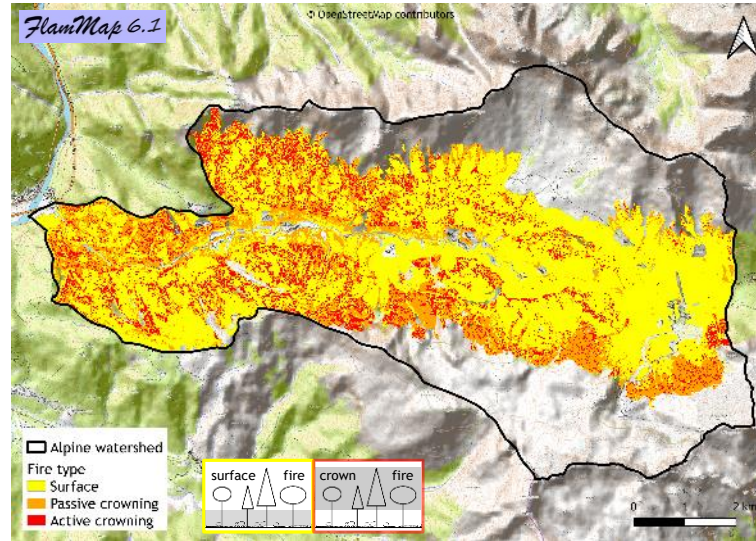 FlamMap 6.1
© OpenStreetMap contributors
Alpine watershed
Fire type
Surface
Passive crowning
Active crowning
surface fire
crown fire
0 1 2 km